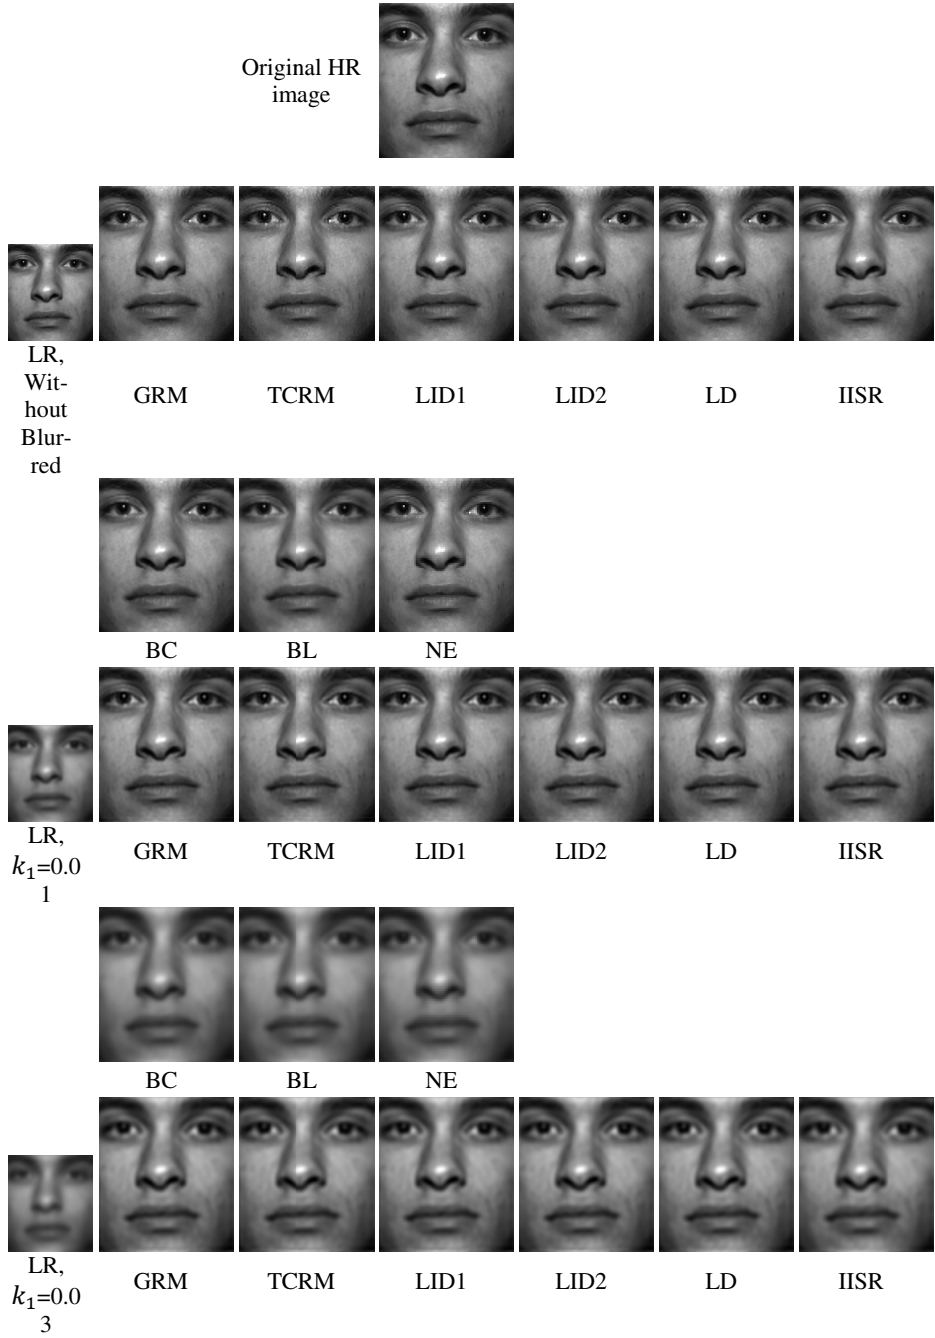 Original HR
image
LR,
Wit-
hout
Blur-
red
GRM TCRM LID1 LID2 LD IISR
BC BL NE
LR,
k₁=0.0
1
GRM TCRM LID1 LID2 LD IISR
BC BL NE
LR,
k₁=0.0
3
GRM TCRM LID1 LID2 LD IISR